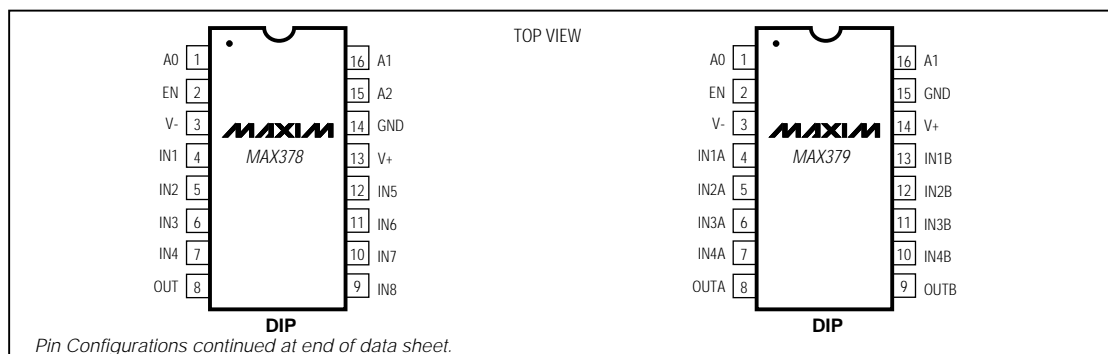 TOP VIEW
A0 1
EN 2
V- 3
IN1 4
IN2 5
IN3 6
IN4 7
OUT 8
MAXIM
MAX378
16 A1
15 A2
14 GND
13 V+
12 IN5
11 IN6
10 IN7
9 IN8
DIP
A0 1
EN 2
V- 3
IN1A 4
IN2A 5
IN3A 6
IN4A 7
OUTA 8
MAXIM
MAX379
16 A1
15 GND
14 V+
13 IN1B
12 IN2B
11 IN3B
10 IN4B
9 OUTB
DIP
Pin Configurations continued at end of data sheet.